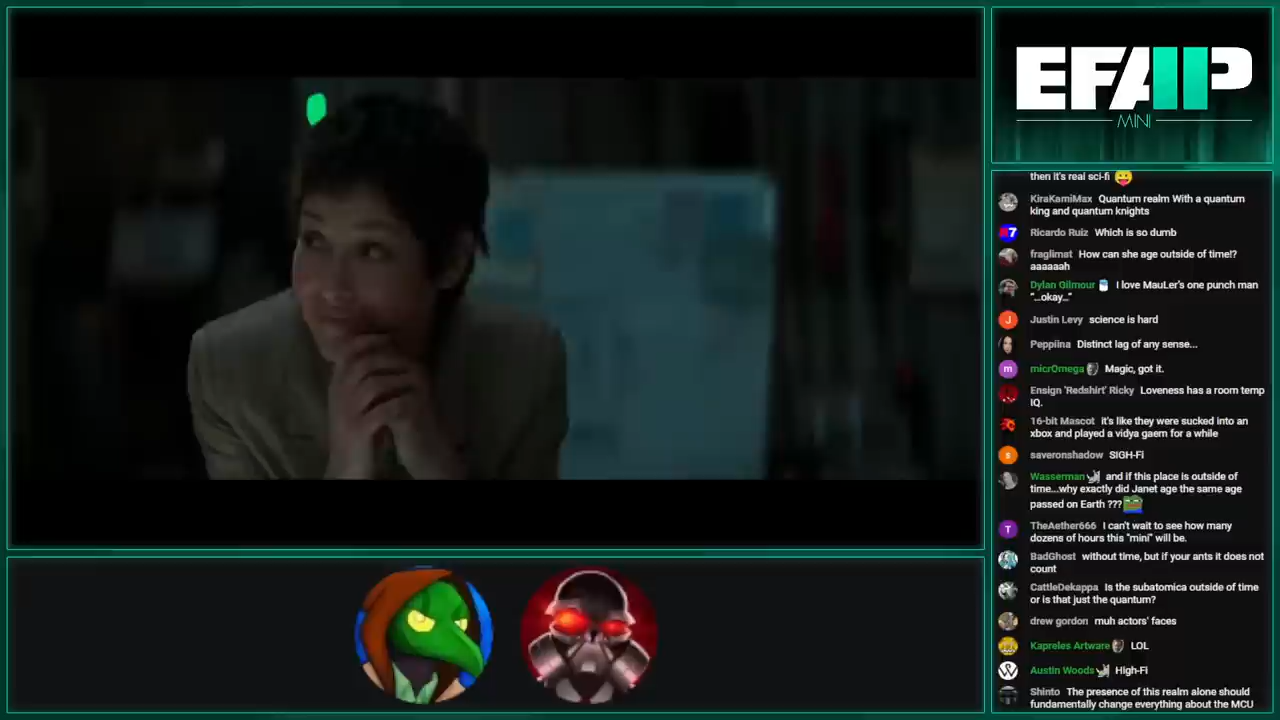 EFAP
MINI
then it's real sci-fi
KiraKamiMax Quantum realm With a quantum
king and quantum knights
Ricardo Ruiz Which is so dumb
fraglimat How can she age outside of time!?
aaaaaah
Dylan Gilmour I love MauLer's one punch man
"...okay..."
Justin Levy science is hard
Peppiina Distinct lag of any sense...
micrOmega Magic, got it.
Ensign 'Redshirt' Ricky Loveness has a room temp
IQ.
16-bit Mascot it's like they were sucked into an
xbox and played a vidya gaem for a while
saveronshadow SIGH-Fi
Wasserman and if this place is outside of
time...why exactly did Janet age the same age
passed on Earth ???
TheAether666 I can't wait to see how many
dozens of hours this "mini" will be.
BadGhost without time, but if your ants it does not
count
CattleDekappa Is the subatomica outside of time
or is that just the quantum?
drew gordon muh actors' faces
Kapreles Artware LOL
Austin Woods High-Fi
Shinto The presence of this realm alone should
fundamentally change everything about the MCU